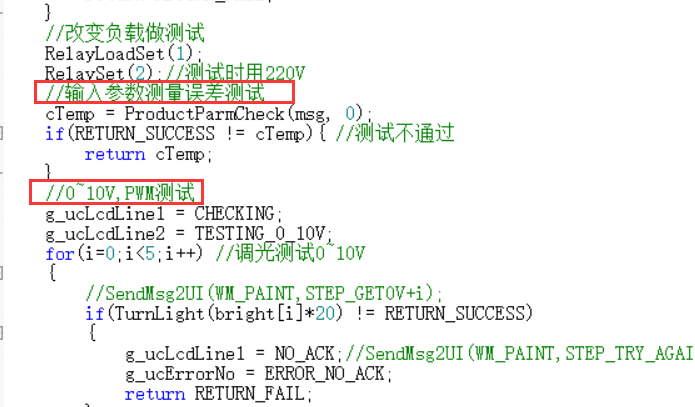 }
//改变负载做测试
RelayLoadSet(1);
RelaySet(2);//测试时用220V
//输入参数测量误差测试
cTemp = ProductParmCheck(msg, 0);
if(RETURN_SUCCESS != cTemp){ //测试不通过
return cTemp;
}
//0~10V,PWM测试
g_ucLcdLine1 = CHECKING;
g_ucLcdLine2 = TESTING_0_10V;
for(i=0;i<5;i++) //调光测试0~10V
{
//SendMsg2UI(WM_PAINT,STEP_GET0V+i);
if(TurnLight(bright[i]*20) != RETURN_SUCCESS)
{
g_ucLcdLine1 = NO_ACK;//SendMsg2UI(WM_PAINT,STEP_TRY_AGAI
g_ucErrorNo = ERROR_NO_ACK;
return RETURN_FAIL;